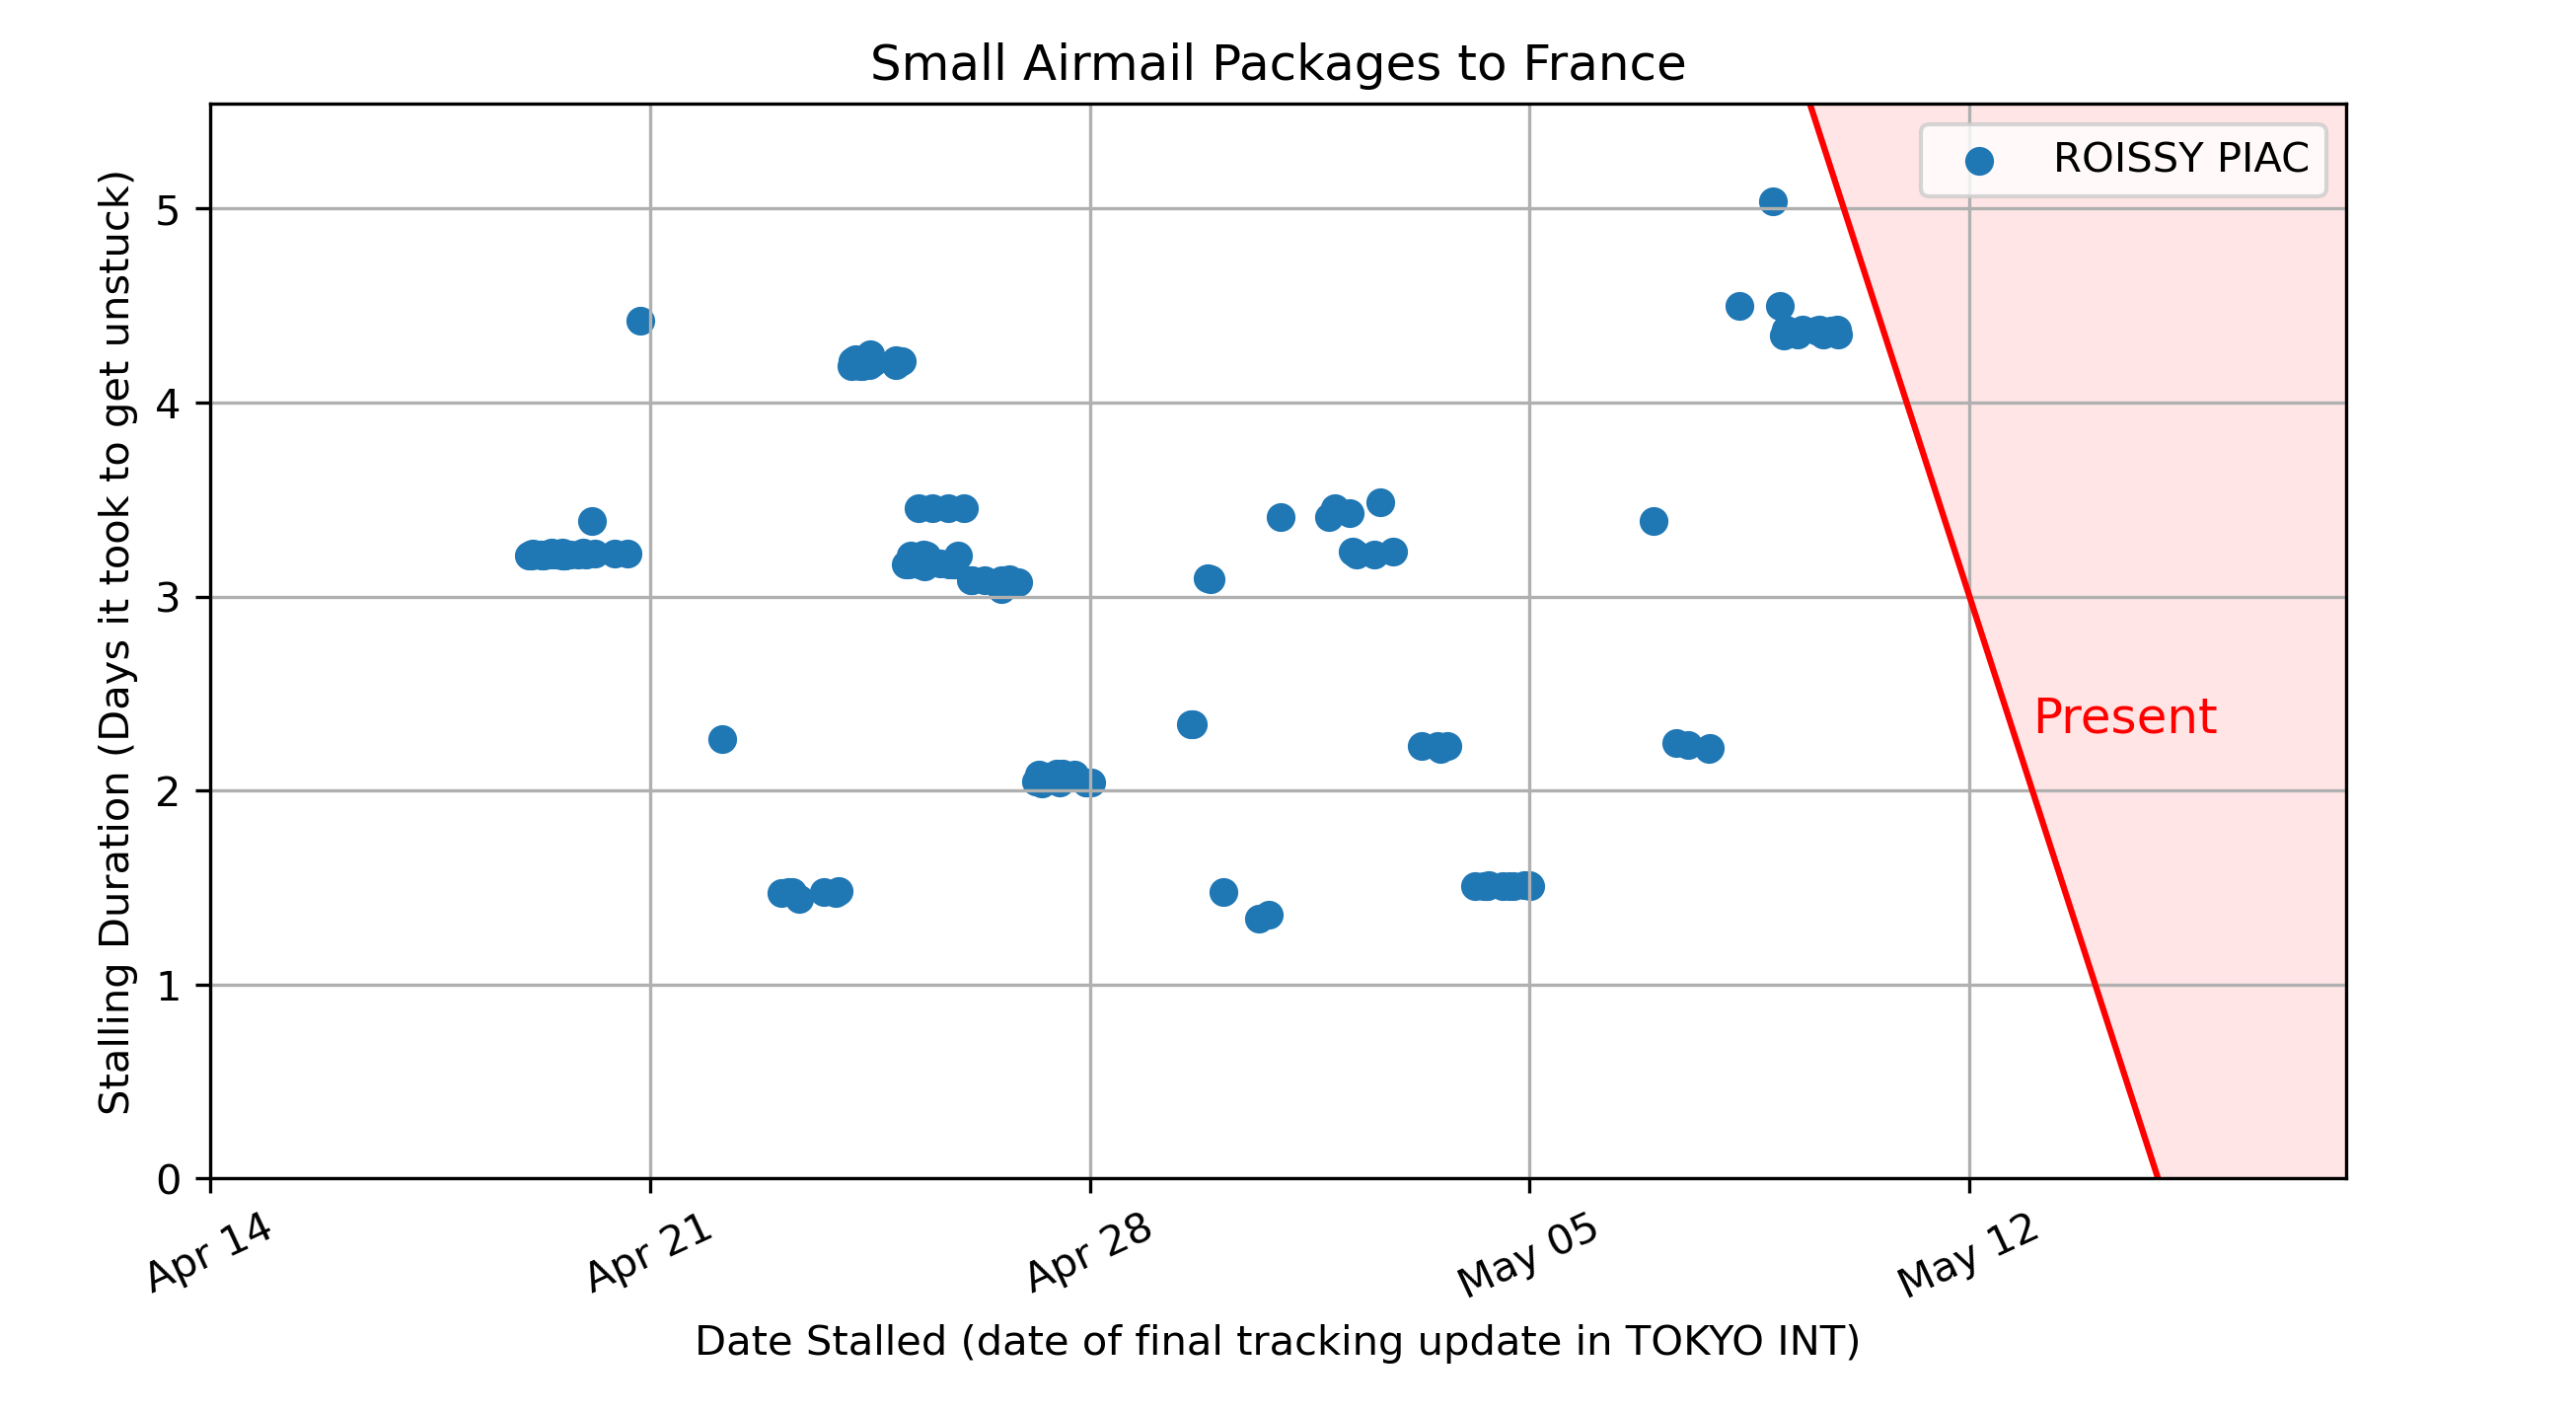 Small Airmail Packages to France
ROISSY PIAC
Stalling Duration (Days it took to get unstuck)
5
4
3
2
1
0
Present
Apr 14
Apr 21
Apr 28
May 05
May 12
Date Stalled (date of final tracking update in TOKYO INT)